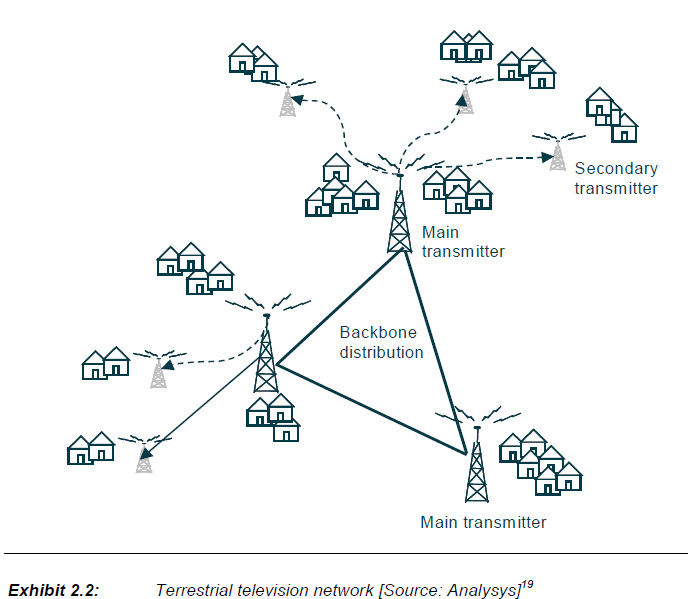 Secondary
transmitter
Main
transmitter
Backbone
distribution
Main transmitter
Exhibit 2.2: Terrestrial television network [Source: Analysys]19